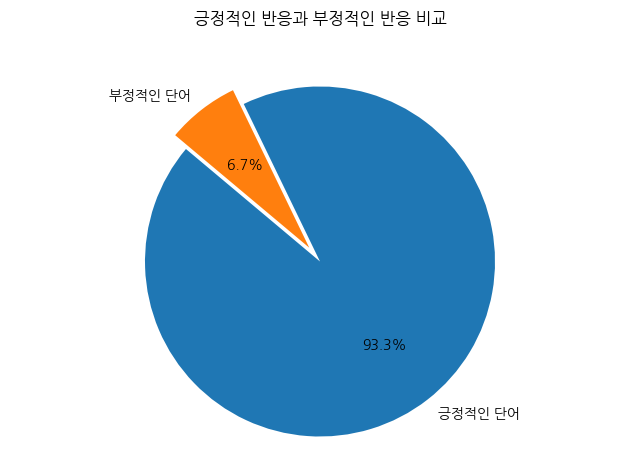 긍정적인 반응과 부정적인 반응 비교
부정적인 단어
6.7%
93.3%
긍정적인 단어